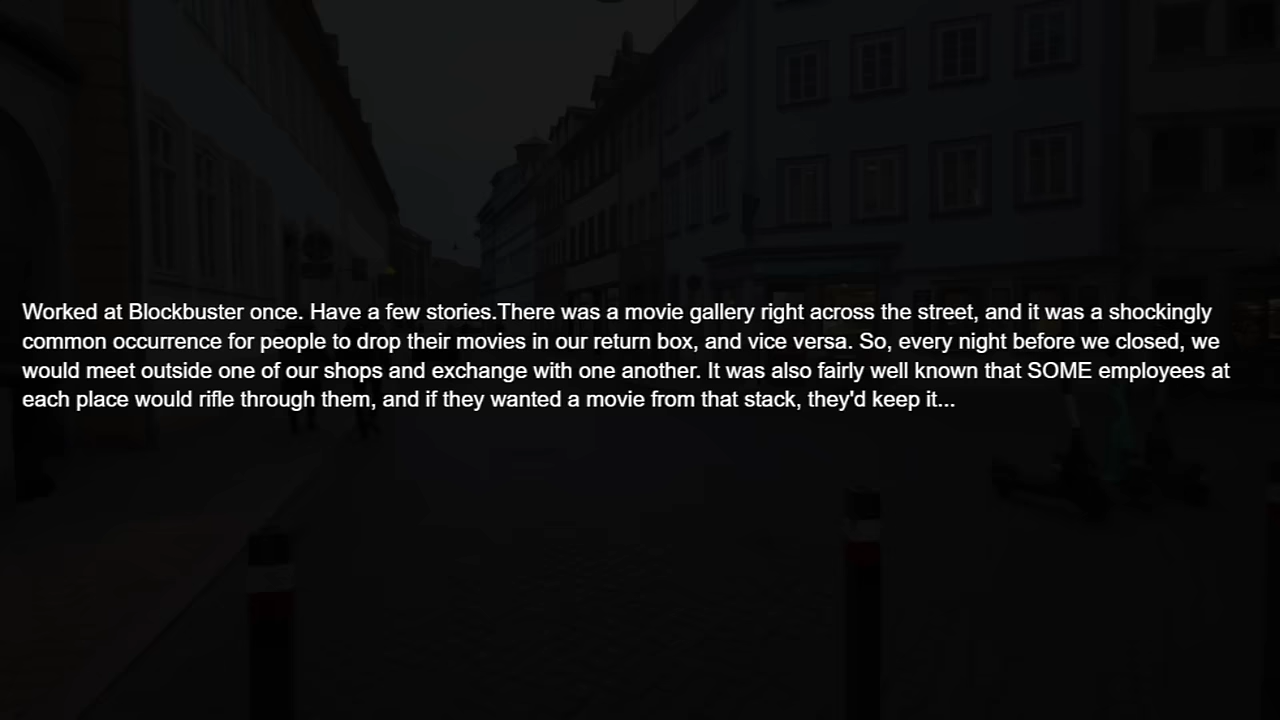 Worked at Blockbuster once. Have a few stories.There was a movie gallery right across the street, and it was a shockingly
common occurrence for people to drop their movies in our return box, and vice versa. So, every night before we closed, we
would meet outside one of our shops and exchange with one another. It was also fairly well known that SOME employees at
each place would rifle through them, and if they wanted a movie from that stack, they'd keep it...